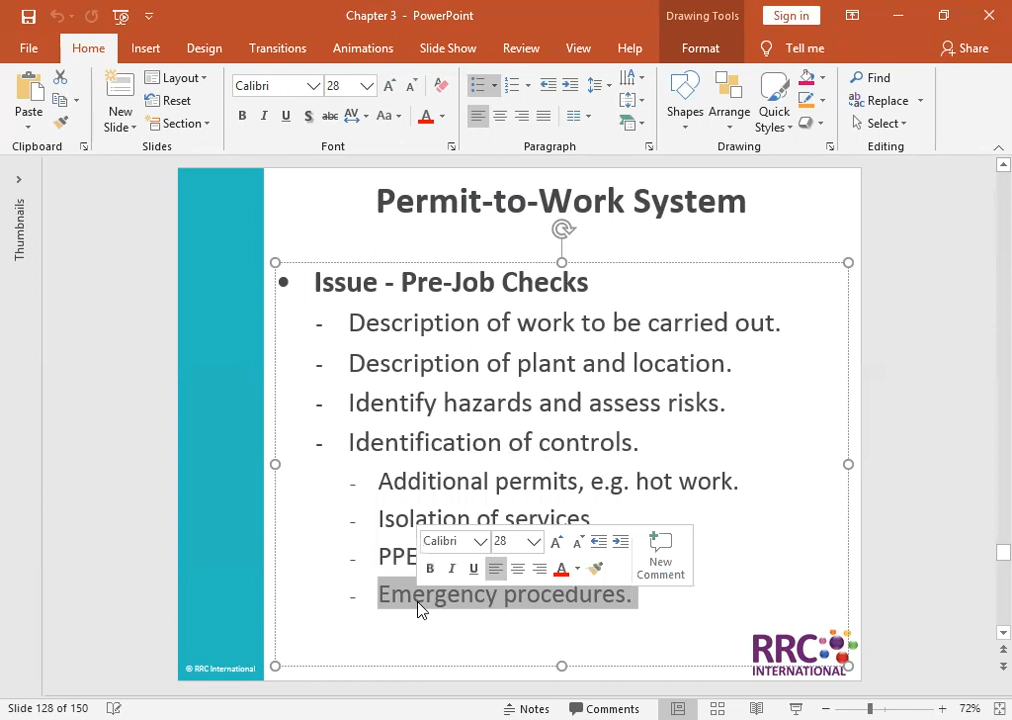 Chapter 3 - PowerPoint
Drawing Tools
Sign in
File Home Insert Design Transitions Animations Slide Show Review View Help Format Tell me Share
Paste
Clipboard
New Slide
Layout
Reset
Section
Slides
Calibri 28
B I U S abc AV Aa A
Font
Paragraph
Shapes Arrange Quick Styles
Drawing
Find
Replace
Select
Editing
Thumbnails
Permit-to-Work System
• Issue - Pre-Job Checks
- Description of work to be carried out.
- Description of plant and location.
- Identify hazards and assess risks.
- Identification of controls.
- Additional permits, e.g. hot work.
- Isolation of services
- PPE
- Emergency procedures.
Calibri 28
B I U A
New Comment
© RRC International
RRC
INTERNATIONAL
Slide 128 of 150 Notes Comments 72%